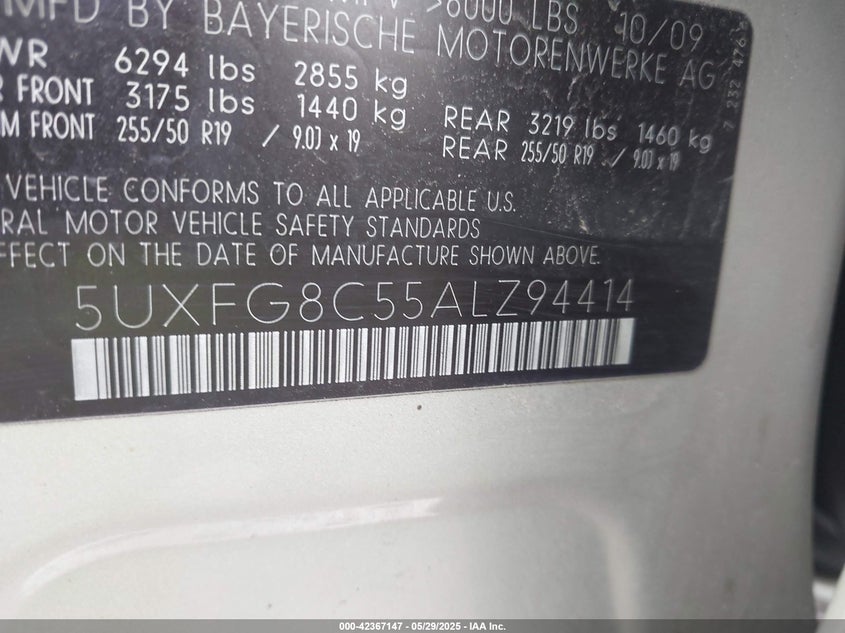 MFD BY BAYERISCHE MOTORENWERKE AG
>6000 LBS 10/09
6294 lbs 2855 kg
FRONT 3175 lbs 1440 kg REAR 3219 lbs 1460 kg
FRONT 255/50 R19 / 9.0J x 19 REAR 255/50 R19 / 9.0J x 19
VEHICLE CONFORMS TO ALL APPLICABLE U.S.
RAL MOTOR VEHICLE SAFETY STANDARDS
FFECT ON THE DATE OF MANUFACTURE SHOWN ABOVE.
5UXFG8C55ALZ94414
000-42367147 - 05/29/2025 - IAA Inc.